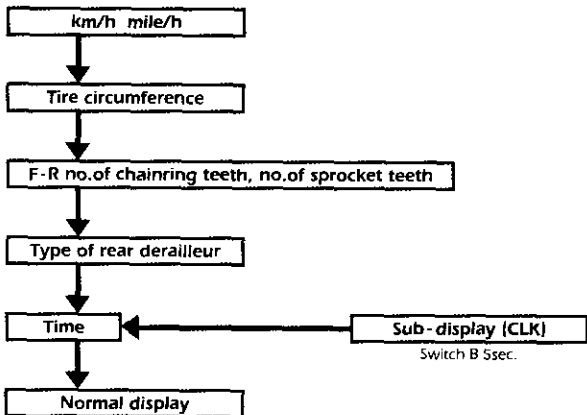 km/h mile/h
Tire circumference
F-R no.of chainring teeth, no.of sprocket teeth
Type of rear derailleur
Time
Sub-display (CLK)
Switch B 5sec.
Normal display